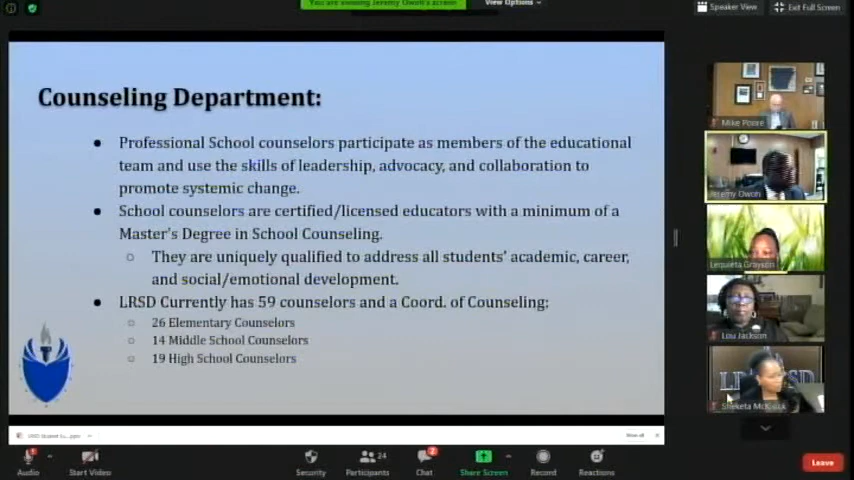 You are viewing Jeremy Owoh's screen
View Options
Speaker View
Exit Full Screen
Counseling Department:
Professional School counselors participate as members of the educational
team and use the skills of leadership, advocacy, and collaboration to
promote systemic change.
School counselors are certified/licensed educators with a minimum of a
Master's Degree in School Counseling.
They are uniquely qualified to address all students' academic, career,
and social/emotional development.
LRSD Currently has 59 counselors and a Coord. of Counseling:
26 Elementary Counselors
14 Middle School Counselors
19 High School Counselors
Mike Poore
Jeremy Owoh
Lequieta Grayson
Lou Jackson
Sheketa
Show all
Audio
Start Video
Security
24
Participants
Chat
Share Screen
Record
Reactions
Leave